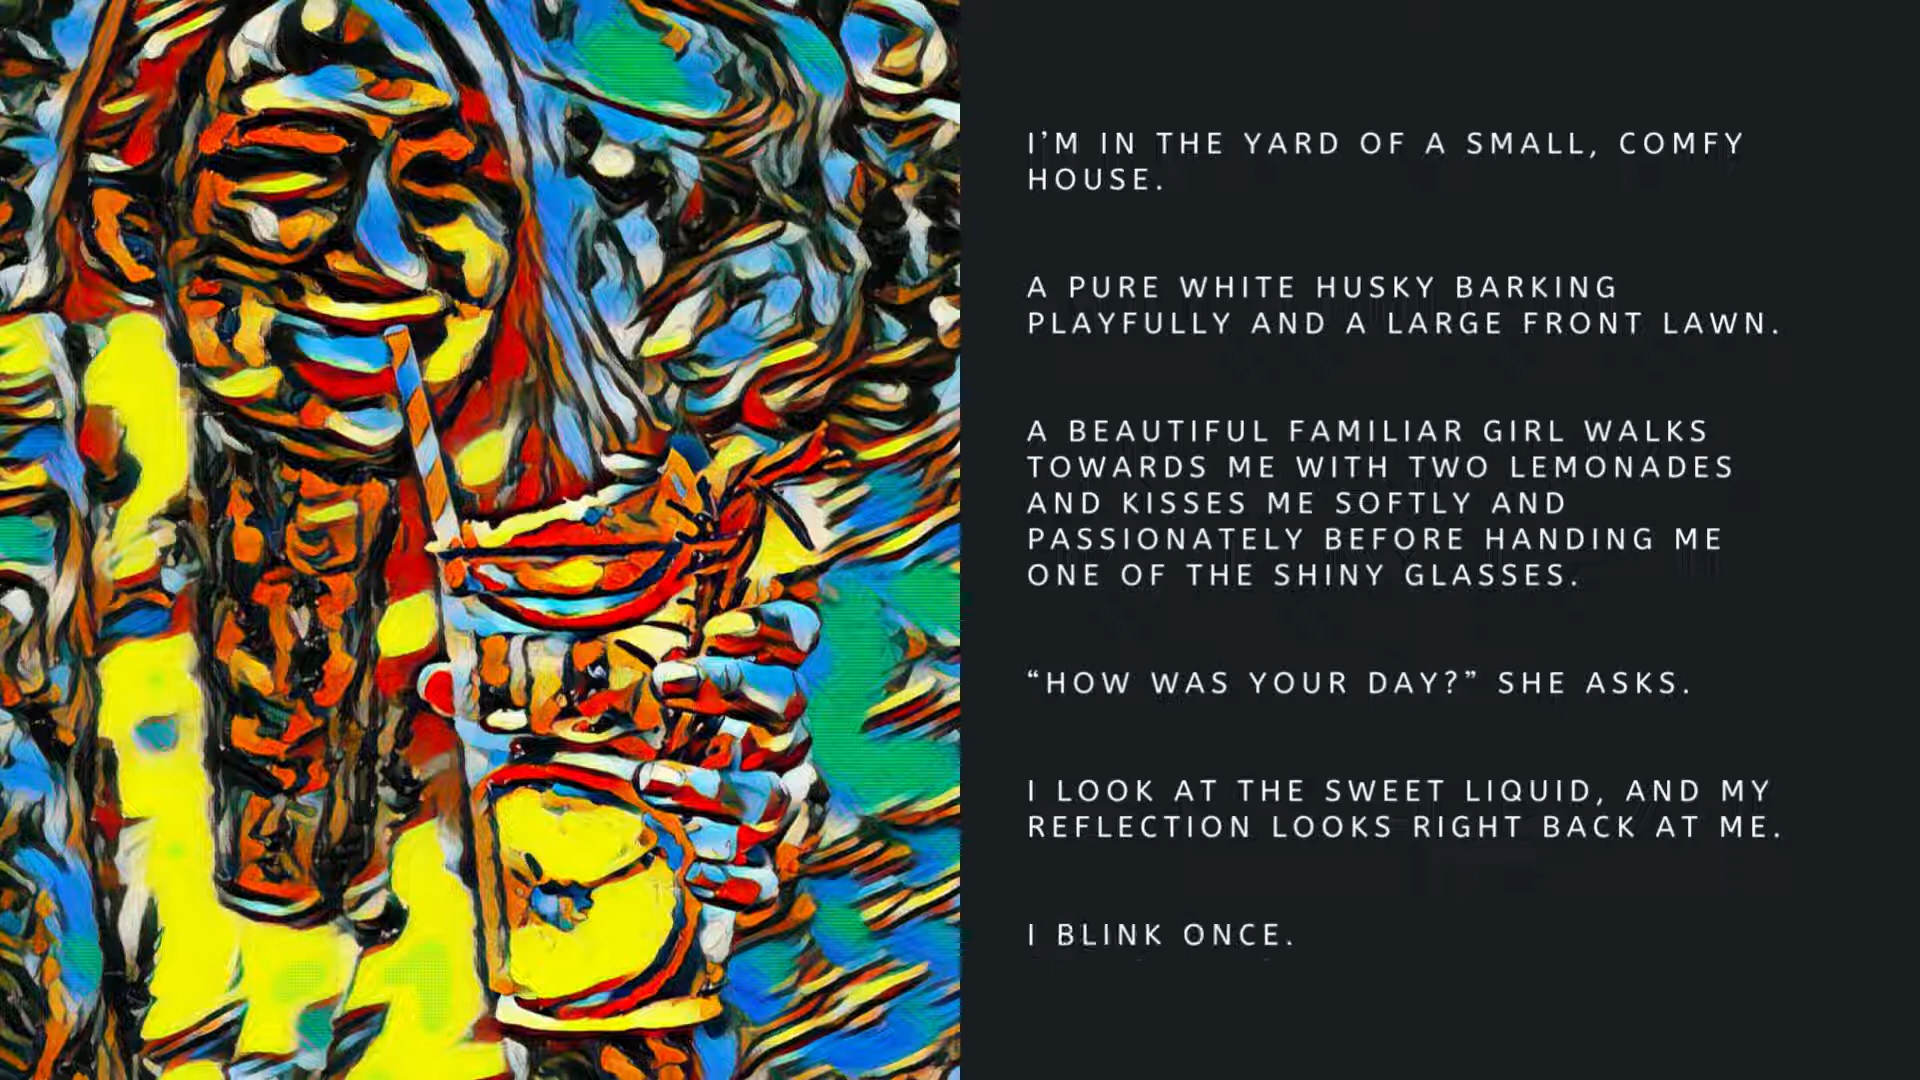 I’M IN THE YARD OF A SMALL, COMFY
HOUSE.
A PURE WHITE HUSKY BARKING
PLAYFULLY AND A LARGE FRONT LAWN.
A BEAUTIFUL FAMILIAR GIRL WALKS
TOWARDS ME WITH TWO LEMONADES
AND KISSES ME SOFTLY AND
PASSIONATELY BEFORE HANDING ME
ONE OF THE SHINY GLASSES.
“HOW WAS YOUR DAY?” SHE ASKS.
I LOOK AT THE SWEET LIQUID, AND MY
REFLECTION LOOKS RIGHT BACK AT ME.
I BLINK ONCE.